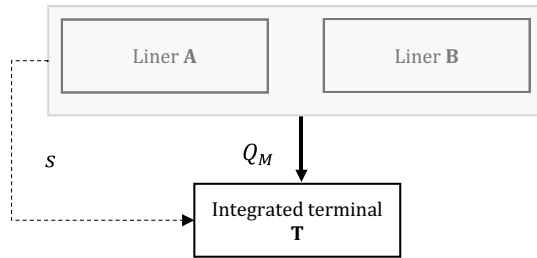 Liner A
Liner B
s
Q_M
Integrated terminal
T